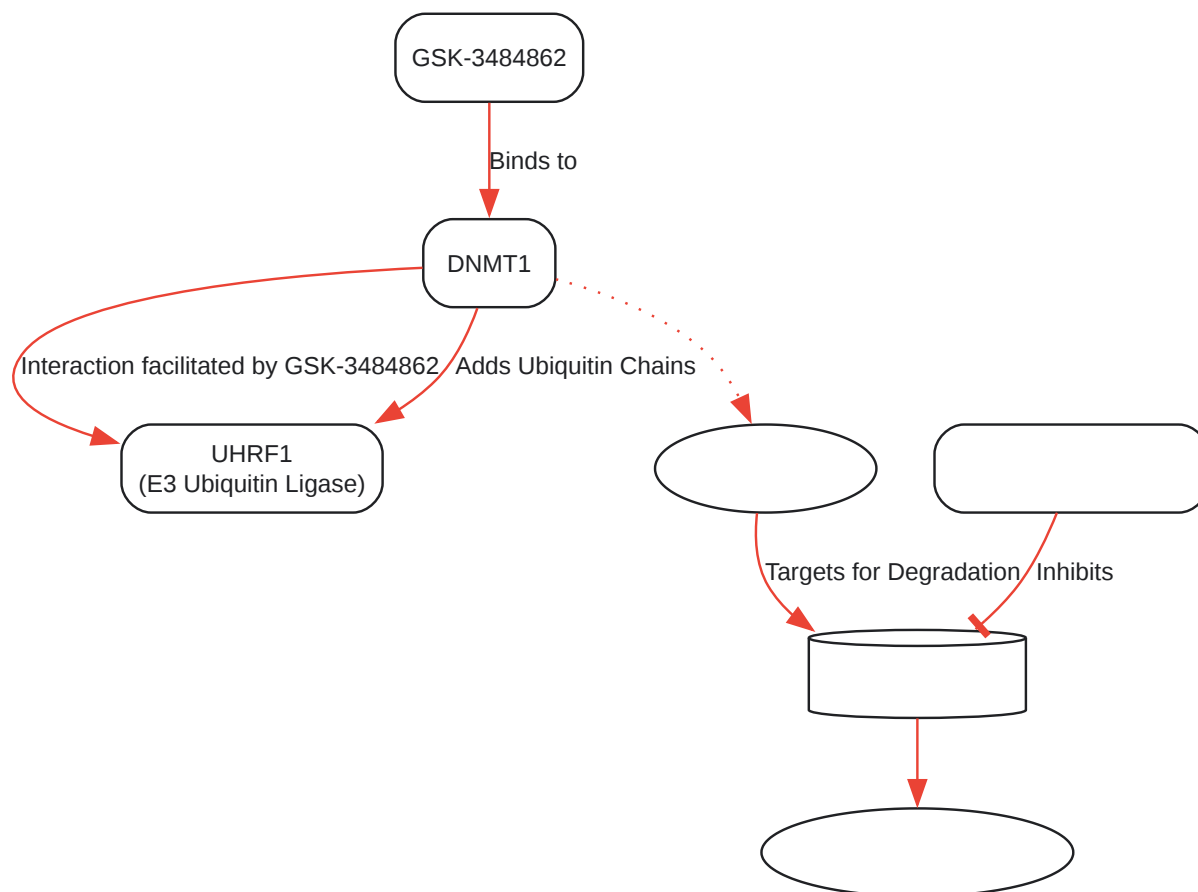 GSK-3484862
Binds to
DNMT1
Interaction facilitated by GSK-3484862
Adds Ubiquitin Chains
UHRF1
(E3 Ubiquitin Ligase)
Targets for Degradation
Inhibits